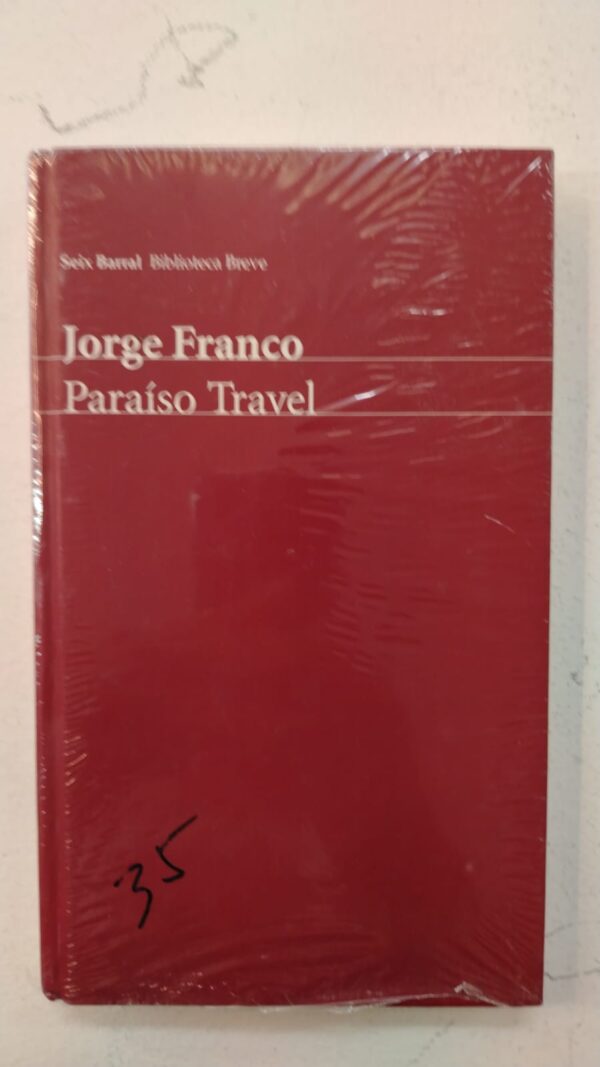 Seix Barral Biblioteca Breve
Jorge Franco
Paraíso Travel
35